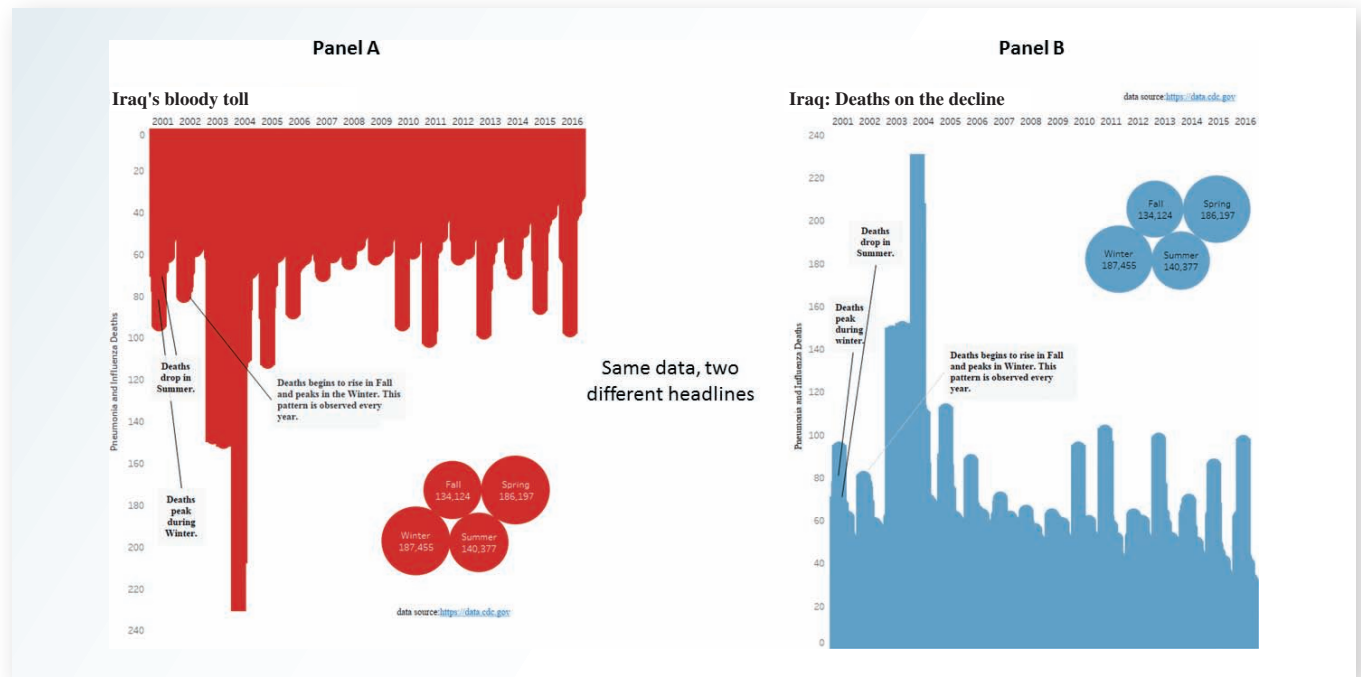 Panel A
Iraq's bloody toll
2001 2002 2003 2004 2005 2006 2007 2008 2009 2010 2011 2012 2013 2014 2015 2016
0
20
40
60
80
100
120
140
160
180
200
220
240
Pneumonia and Influenza Deaths
Deaths
drop in
Summer.
Deaths begins to rise in Fall
and peaks in the Winter. This
pattern is observed every
year.
Deaths
peak
during
Winter.
Fall
134,124
Spring
186,197
Winter
187,455
Summer
140,377
data source:https://data.cdc.gov
Same data, two
different headlines
Panel B
Iraq: Deaths on the decline
data source:https://data.cdc.gov
2001 2002 2003 2004 2005 2006 2007 2008 2009 2010 2011 2012 2013 2014 2015 2016
240
220
200
180
160
140
120
100
80
60
40
20
0
Pneumonia and Influenza Deaths
Deaths
drop in
Summer.
Deaths
peak
during
winter.
Deaths begins to rise in Fall
and peaks in Winter. This
pattern is observed every
year.
Fall
134,124
Spring
186,197
Winter
187,455
Summer
140,377